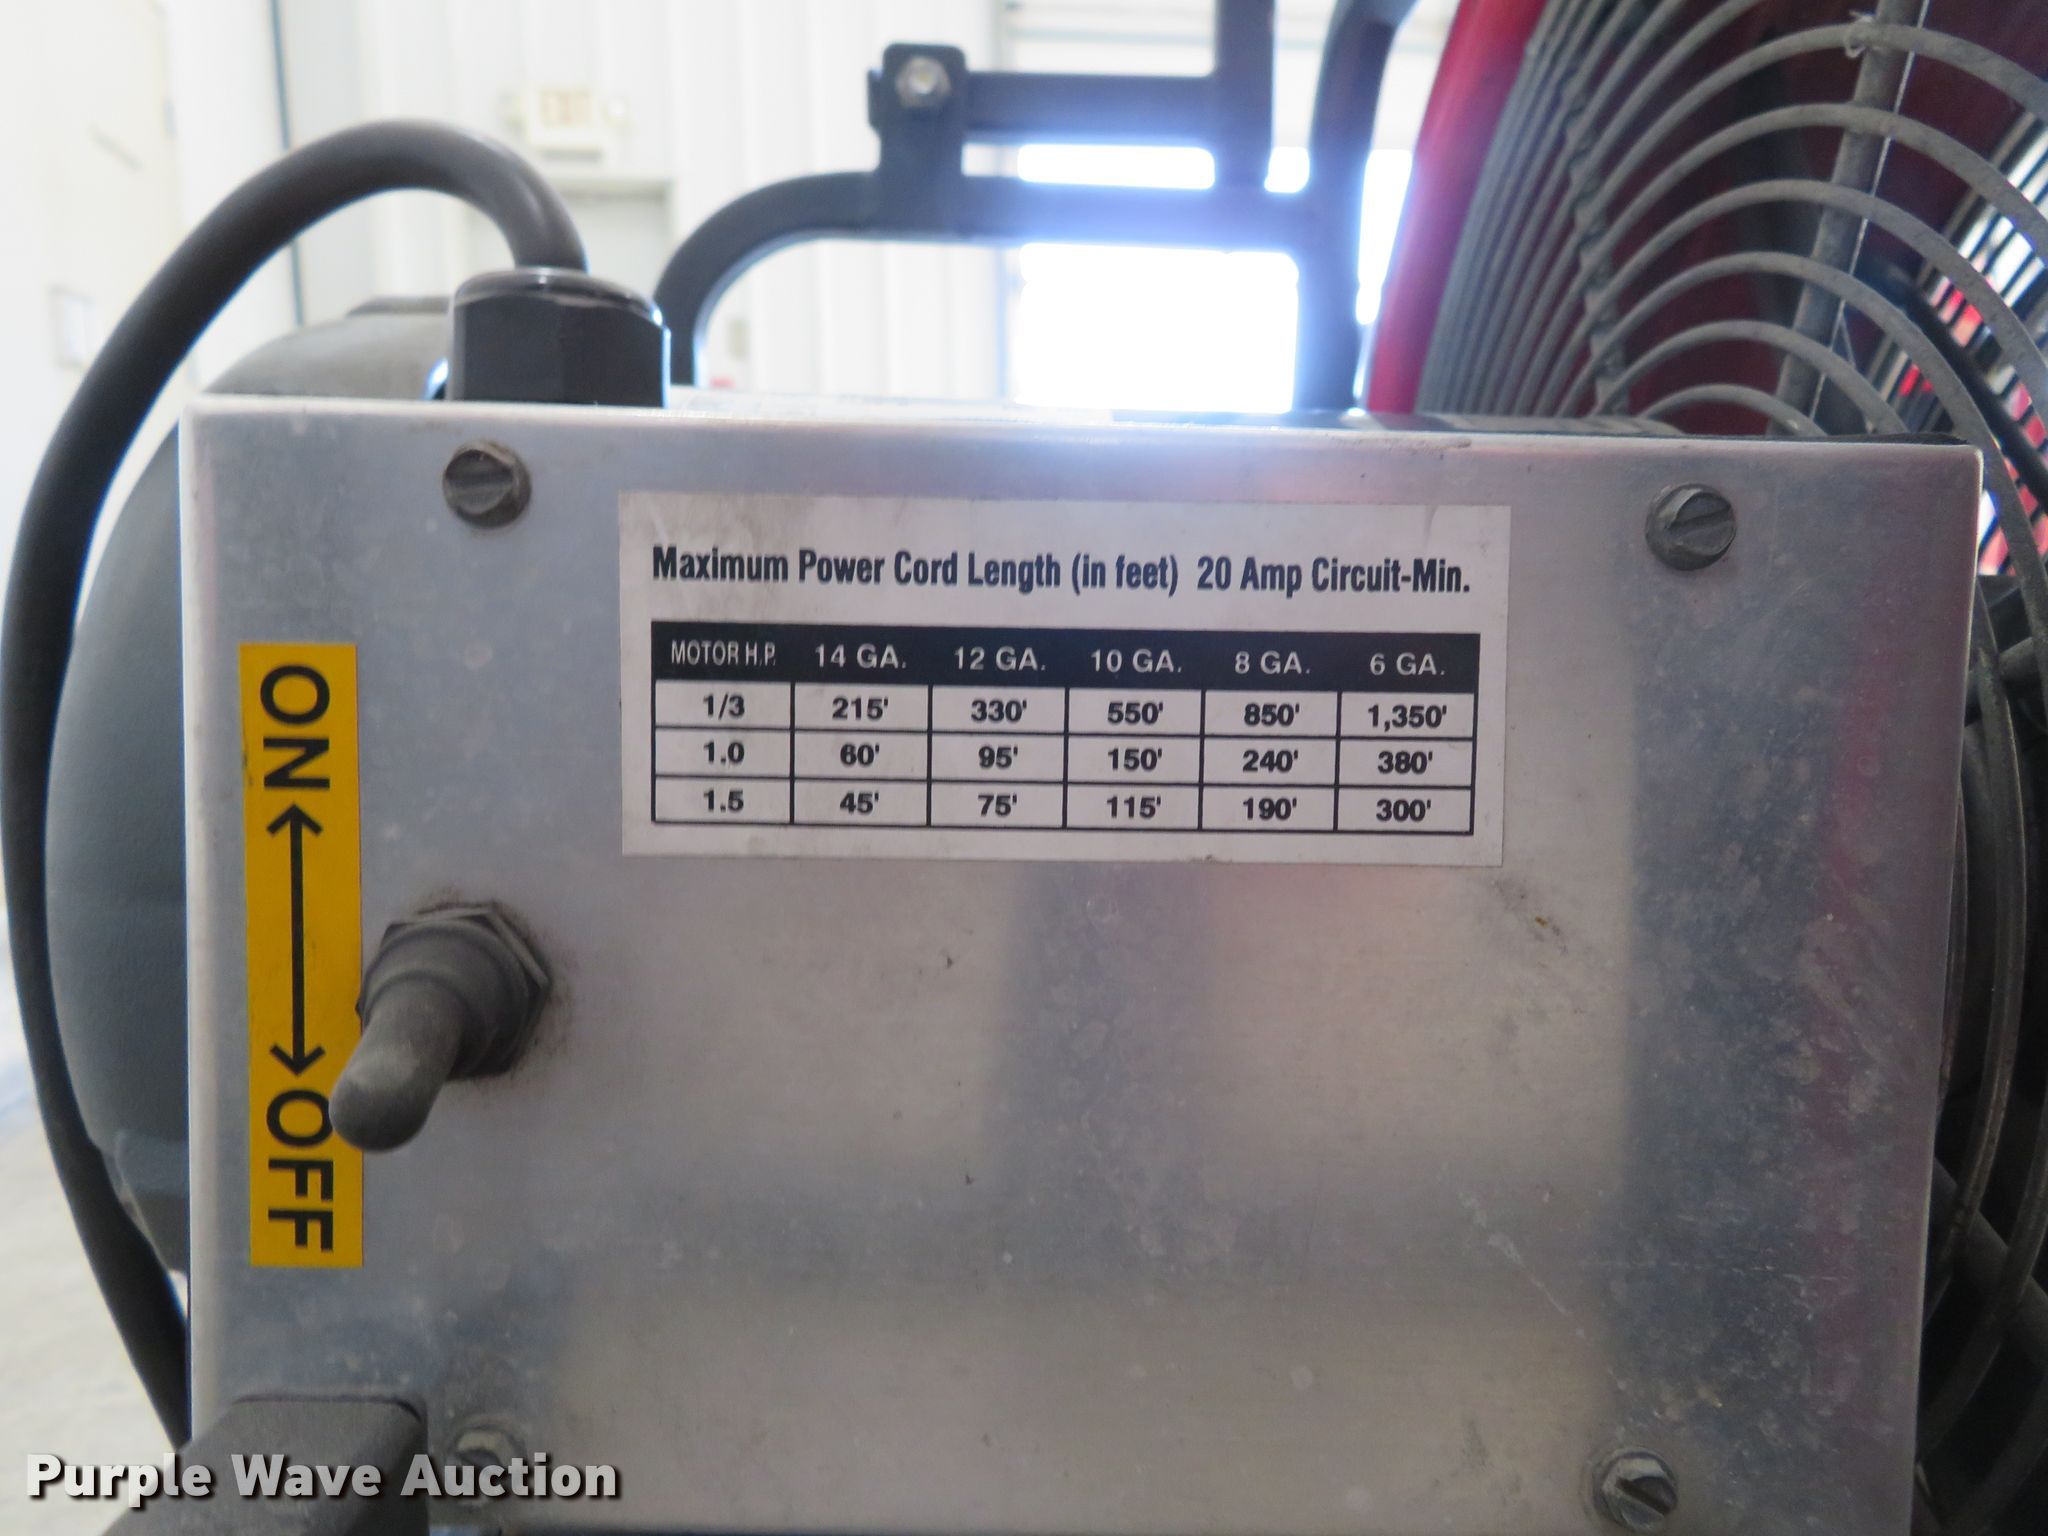 Maximum Power Cord Length (in feet) 20 Amp Circuit-Min.
MOTOR H.P. 14 GA. 12 GA. 10 GA. 8 GA. 6 GA.
1/3 215' 330' 550' 850' 1,350'
1.0 60' 95' 150' 240' 380'
1.5 45' 75' 115' 190' 300'
ON ↔ OFF
EXIT
Purple Wave Auction